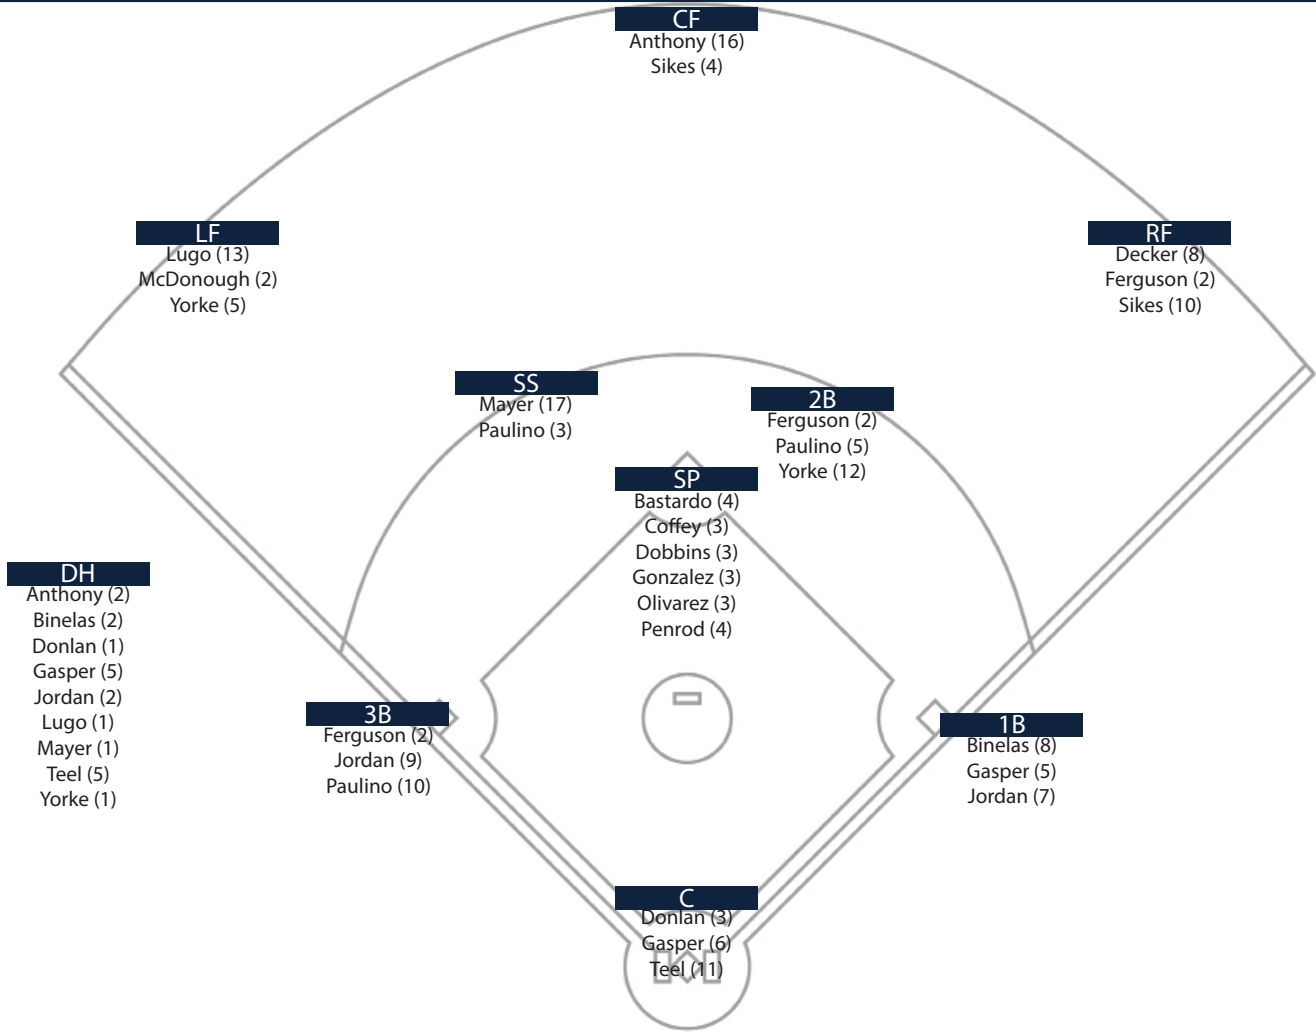 CF
Anthony (16)
Sikes (4)
LF
Lugo (13)
McDonough (2)
Yorke (5)
RF
Decker (8)
Ferguson (2)
Sikes (10)
SS
Mayer (17)
Paulino (3)
2B
Ferguson (2)
Paulino (5)
Yorke (12)
SP
Bastardo (4)
Coffey (3)
Dobbins (3)
Gonzalez (3)
Olivarez (3)
Penrod (4)
DH
Anthony (2)
Binelas (2)
Donlan (1)
Gasper (5)
Jordan (2)
Lugo (1)
Mayer (1)
Teel (5)
Yorke (1)
3B
Ferguson (2)
Jordan (9)
Paulino (10)
1B
Binelas (8)
Gasper (5)
Jordan (7)
C
Donlan (3)
Gasper (6)
Teel (11)